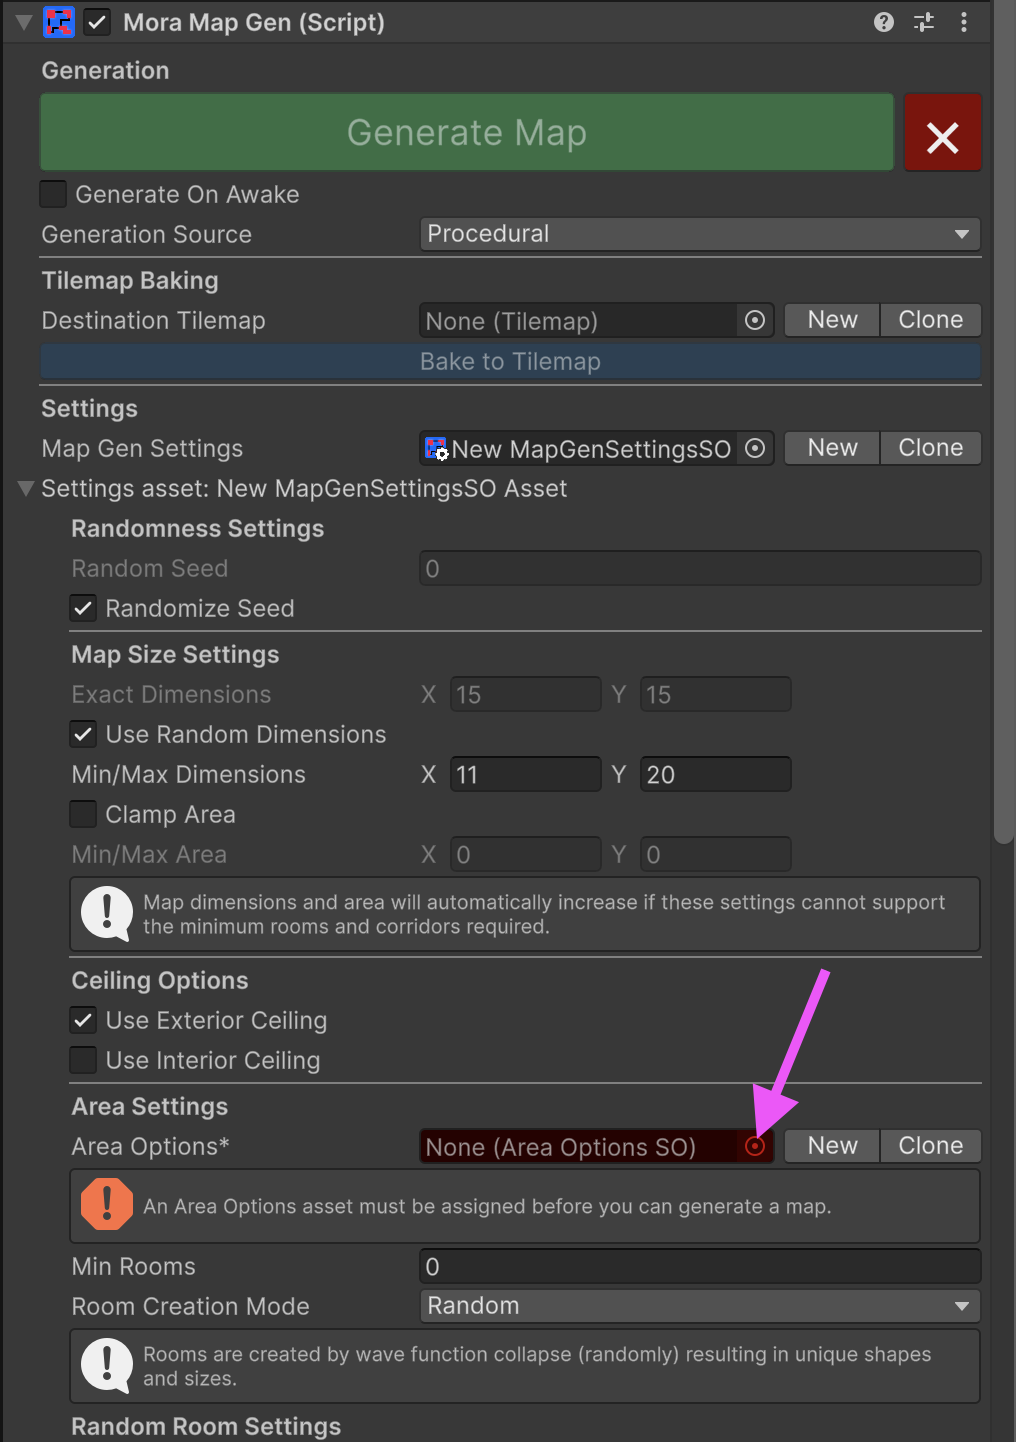 Mora Map Gen (Script)
Generation
Generate Map
Generate On Awake
Generation Source Procedural
Tilemap Baking
Destination Tilemap None (Tilemap) New Clone
Bake to Tilemap
Settings
Map Gen Settings New MapGenSettingsSO New Clone
Settings asset: New MapGenSettingsSO Asset
Randomness Settings
Random Seed 0
Randomize Seed
Map Size Settings
Exact Dimensions X 15 Y 15
Use Random Dimensions
Min/Max Dimensions X 11 Y 20
Clamp Area
Min/Max Area X 0 Y 0
Map dimensions and area will automatically increase if these settings cannot support
the minimum rooms and corridors required.
Ceiling Options
Use Exterior Ceiling
Use Interior Ceiling
Area Settings
Area Options* None (Area Options SO) New Clone
An Area Options asset must be assigned before you can generate a map.
Min Rooms 0
Room Creation Mode Random
Rooms are created by wave function collapse (randomly) resulting in unique shapes
and sizes.
Random Room Settings